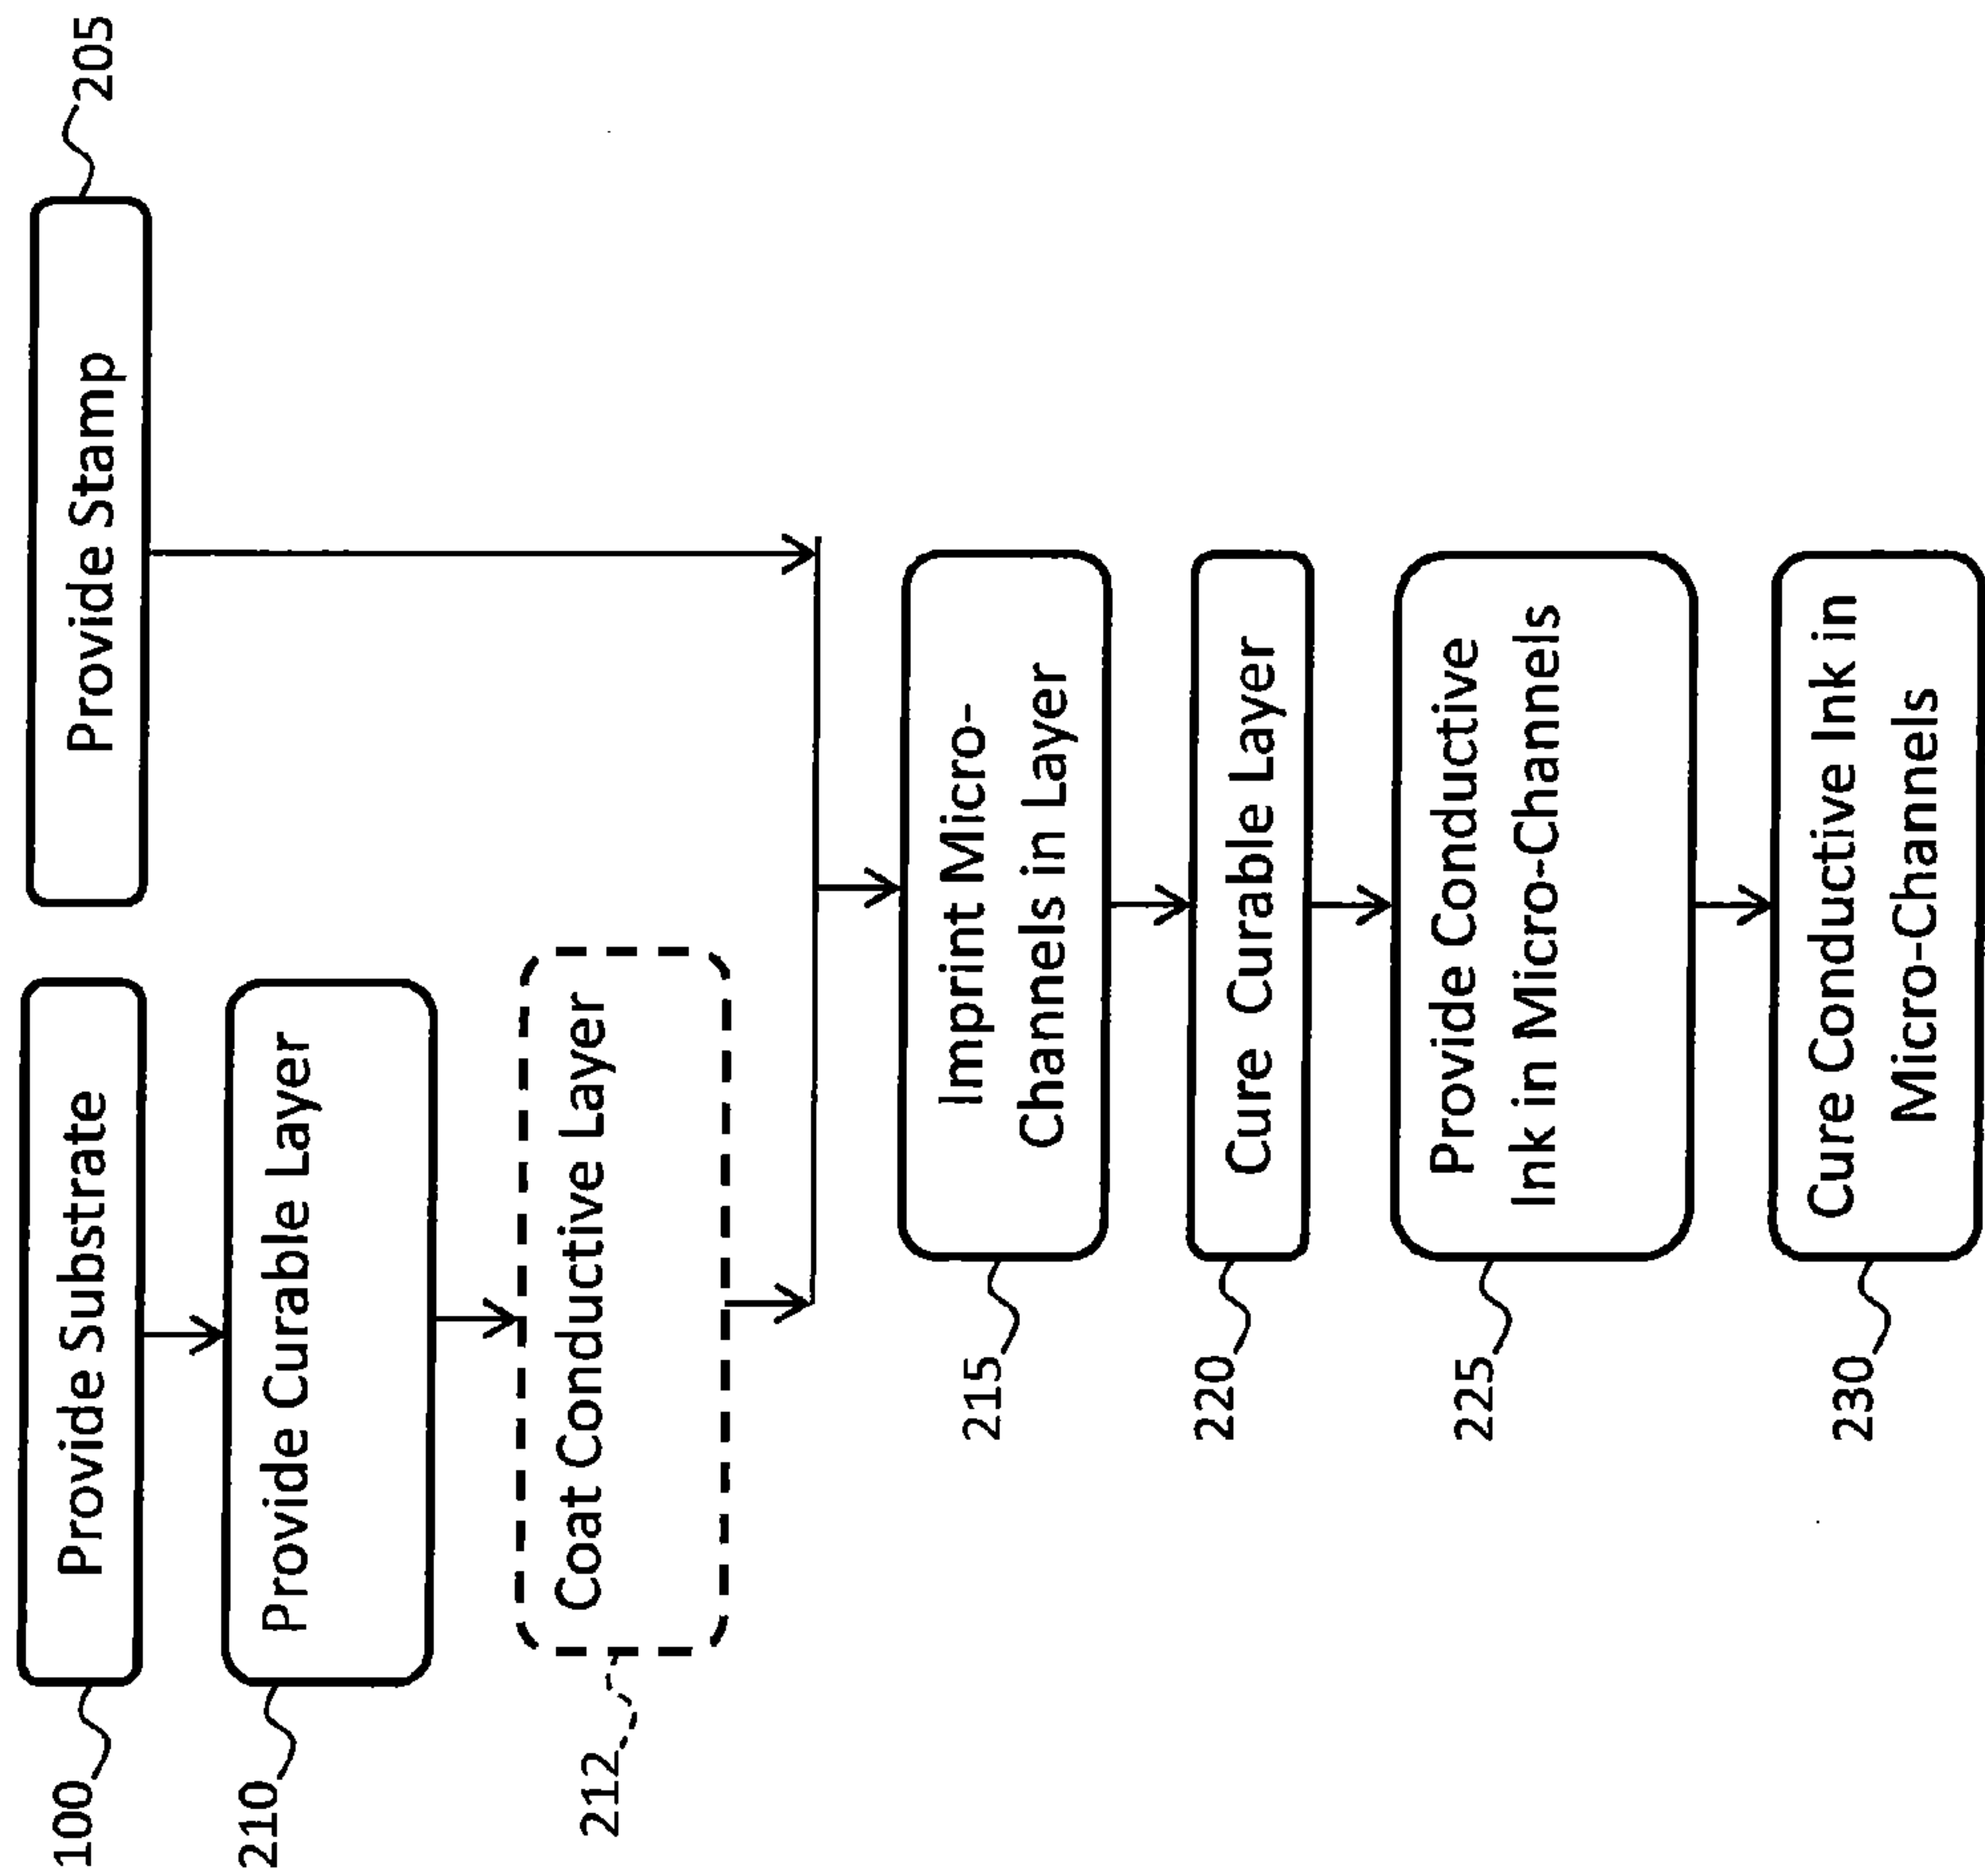 100
Provide Substrate
Provide Stamp
205
210
Provide Curable Layer
212
Coat Conductive Layer
215
Imprint Micro-
Channels in Layer
220
Cure Curable Layer
225
Provide Conductive
Ink in Micro-Channels
230
Cure Conductive Ink in
Micro-Channels